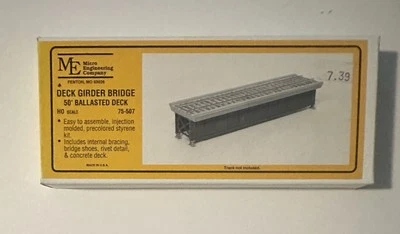 ME Micro
Engineering
Company
FENTON, MO 63026
DECK GIRDER BRIDGE
50' BALLASTED DECK
HO SCALE 75-507
• Easy to assemble, injection
molded, precolored styrene
kit.
• Includes internal bracing,
bridge shoes, rivet detail,
& concrete deck.
MADE IN U.S.A.
7.39
Track not included.